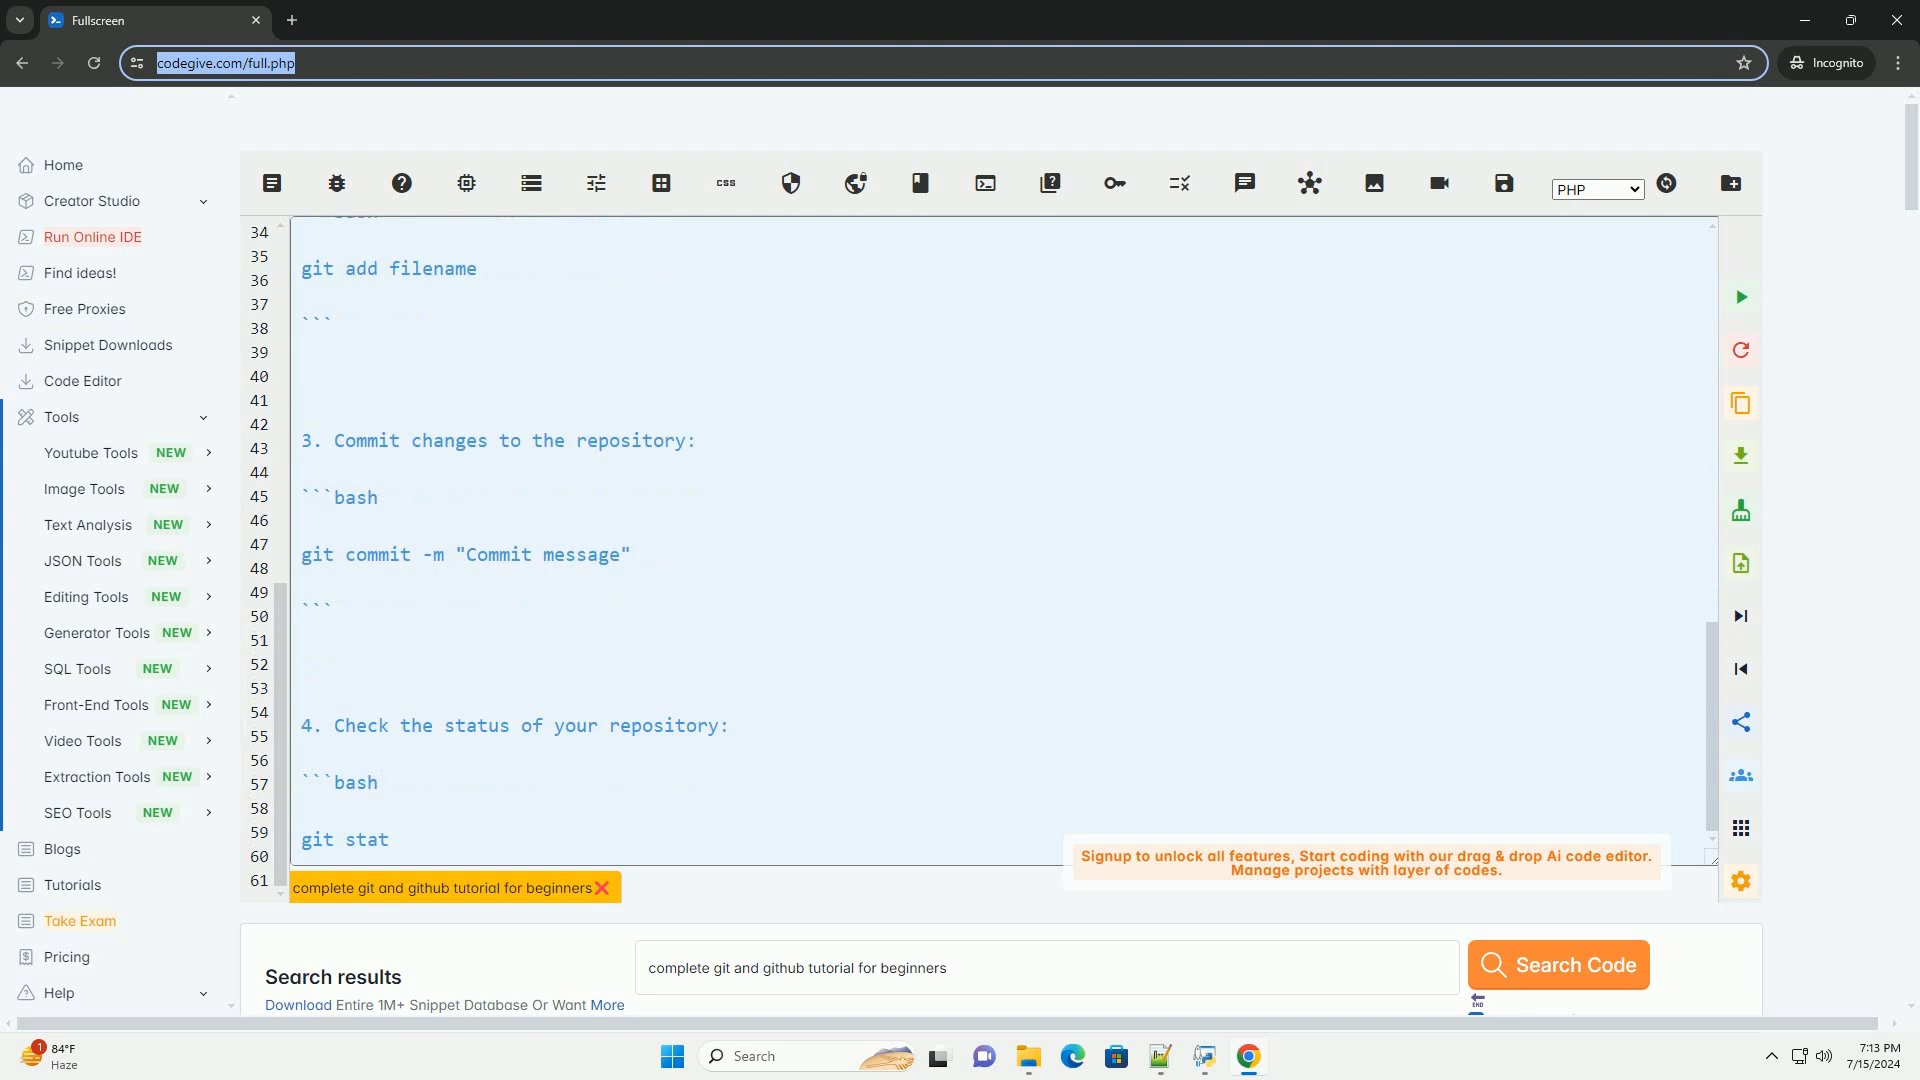 Fullscreen
codegive.com/full.php
Incognito
Home
Creator Studio
Run Online IDE
Find ideas!
Free Proxies
Snippet Downloads
Code Editor
Tools
Youtube Tools NEW
Image Tools NEW
Text Analysis NEW
JSON Tools NEW
Editing Tools NEW
Generator Tools NEW
SQL Tools NEW
Front-End Tools NEW
Video Tools NEW
Extraction Tools NEW
SEO Tools NEW
Blogs
Tutorials
Take Exam
Pricing
Help
css
PHP
34
35
36
37
38
39
40
41
42
43
44
45
46
47
48
49
50
51
52
53
54
55
56
57
58
59
60
61
git add filename
```
3. Commit changes to the repository:
```bash
git commit -m "Commit message"
```
4. Check the status of your repository:
```bash
git stat
Signup to unlock all features, Start coding with our drag & drop Ai code editor.
Manage projects with layer of codes.
complete git and github tutorial for beginners
Search results
Download Entire 1M+ Snippet Database Or Want More
complete git and github tutorial for beginners
Search Code
END
1
84°F
Haze
Search
7:13 PM
7/15/2024